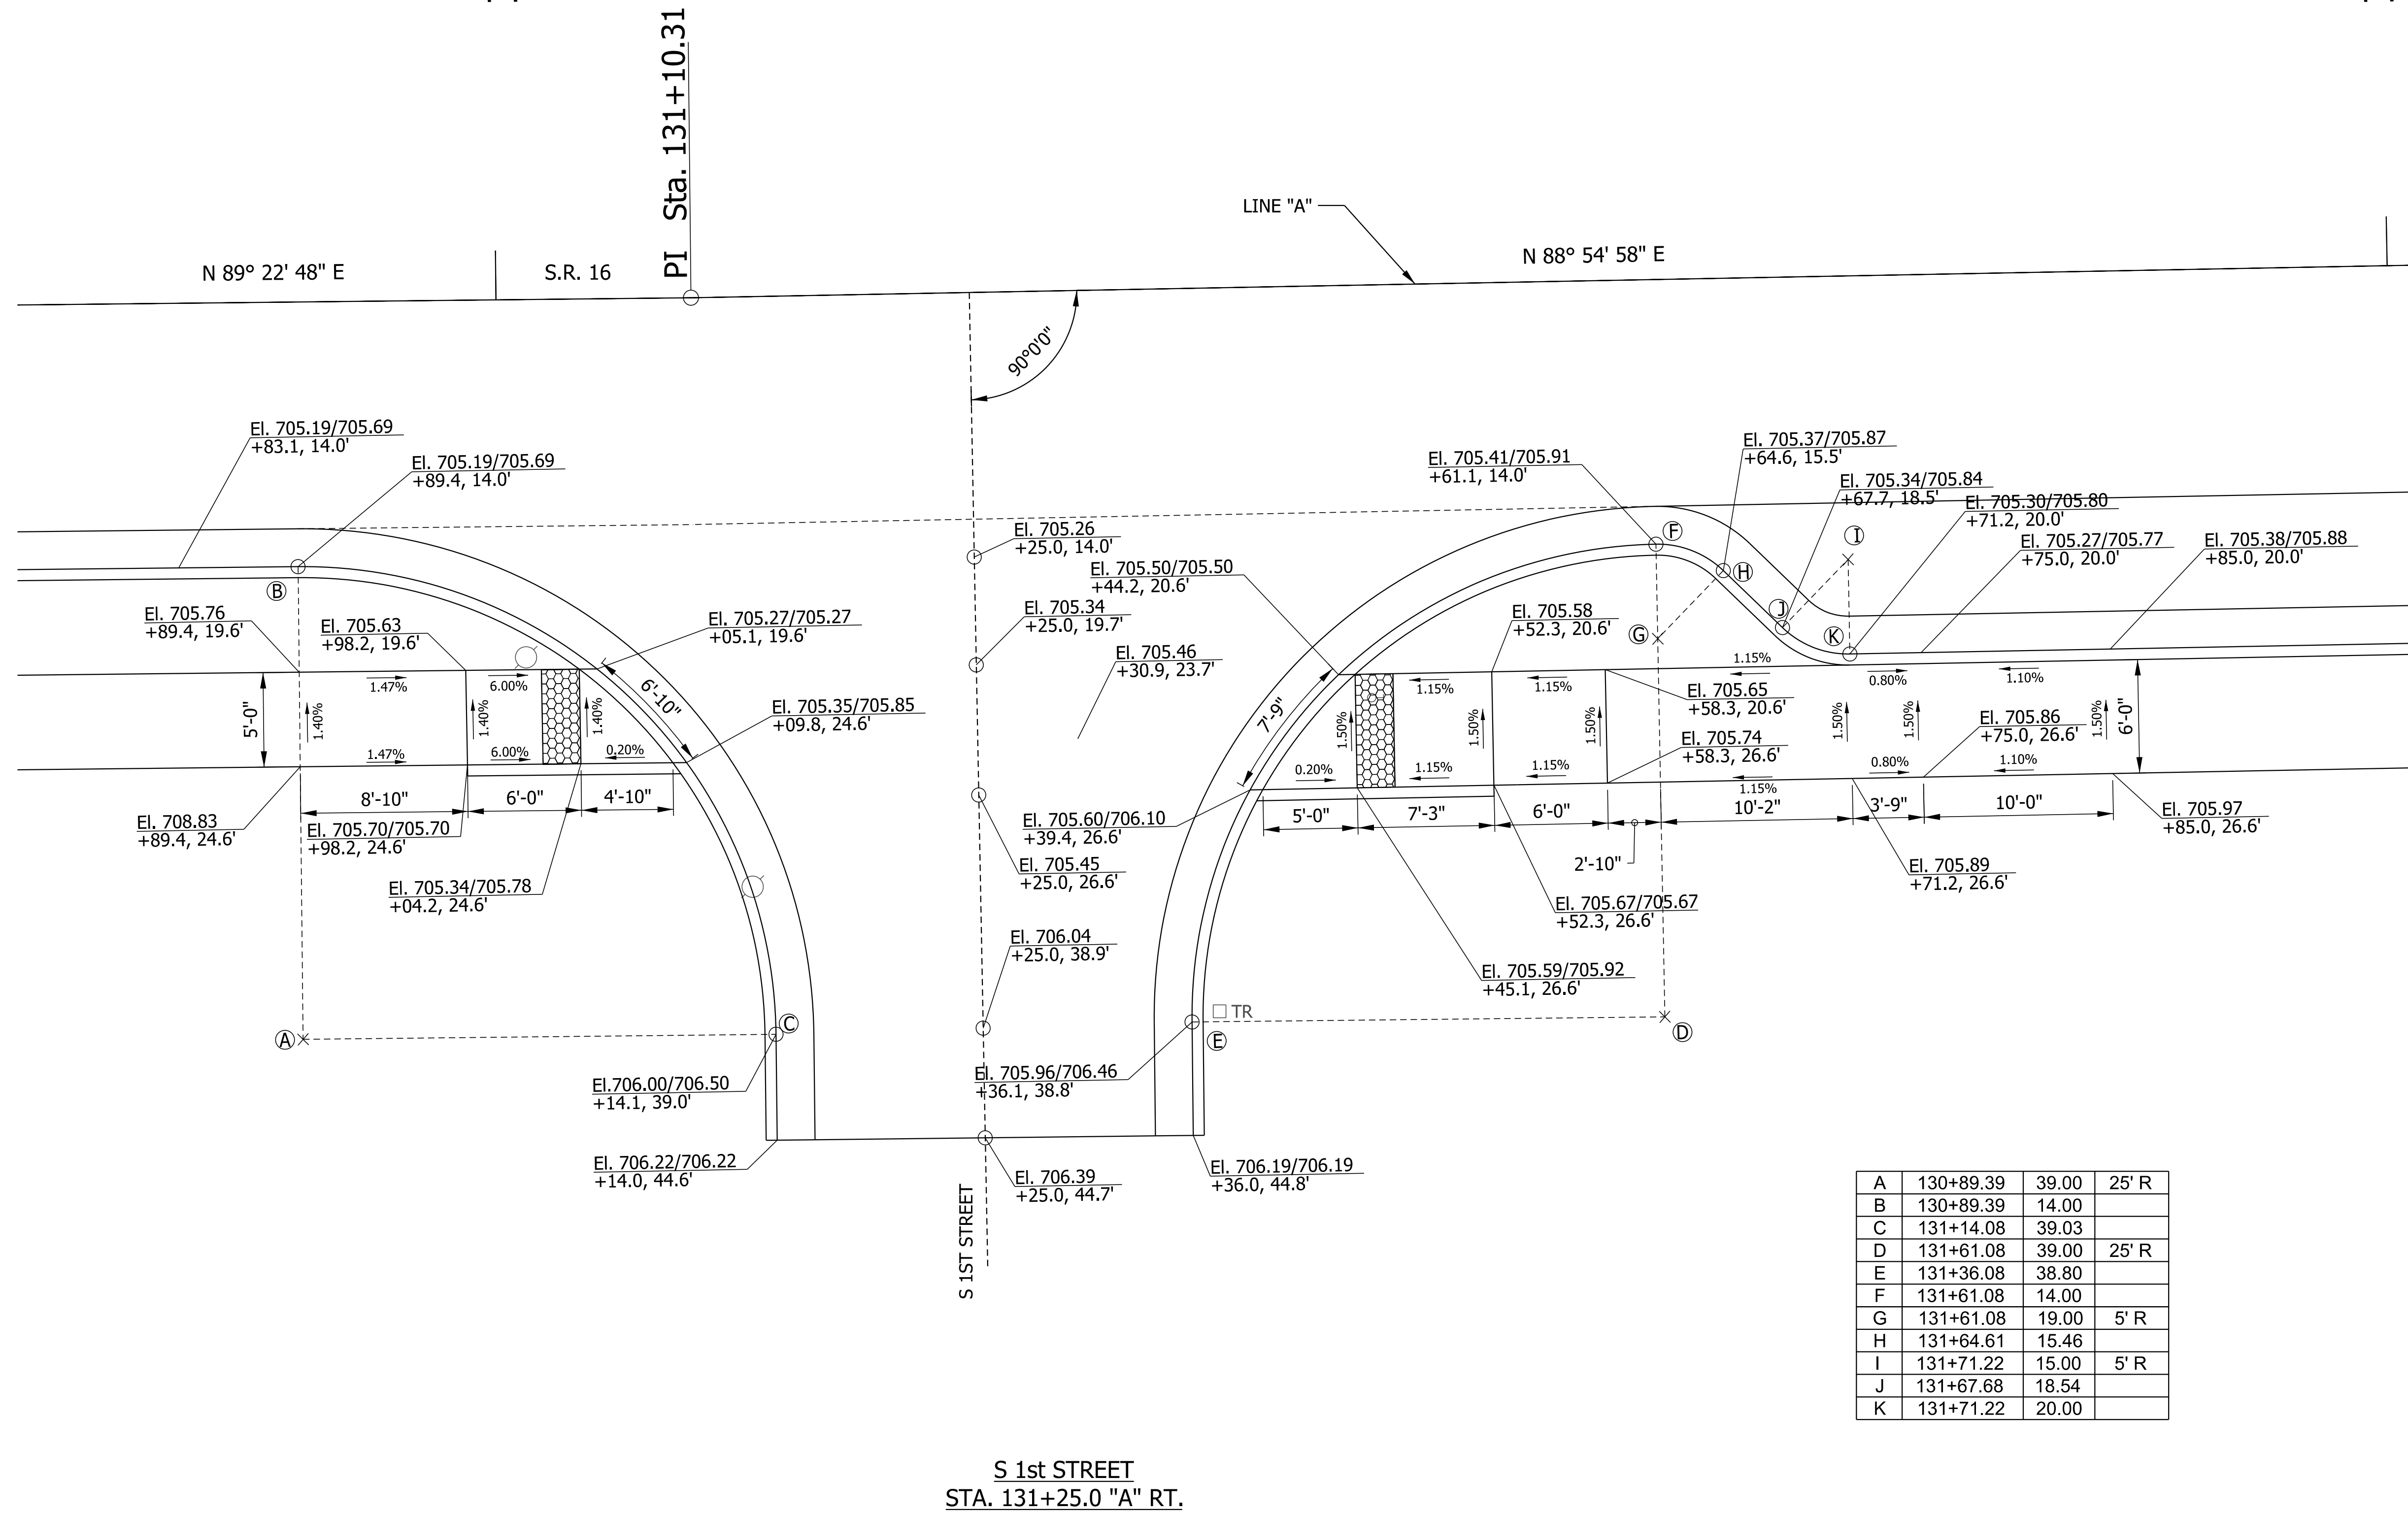 PI Sta. 131+10.31
LINE "A"
N 89° 22' 48" E
S.R. 16
N 88° 54' 58" E
90°0'0"
El. 705.19/705.69
+83.1, 14.0'
El. 705.19/705.69
+89.4, 14.0'
El. 705.41/705.91
+61.1, 14.0'
El. 705.37/705.87
+64.6, 15.5'
El. 705.34/705.84
+67.7, 18.5'
El. 705.30/705.80
+71.2, 20.0'
El. 705.27/705.77
+75.0, 20.0'
El. 705.38/705.88
+85.0, 20.0'
El. 705.26
+25.0, 14.0'
El. 705.50/705.50
+44.2, 20.6'
El. 705.34
+25.0, 19.7'
El. 705.46
+30.9, 23.7'
El. 705.76
+89.4, 19.6'
El. 705.63
+98.2, 19.6'
El. 705.27/705.27
+05.1, 19.6'
El. 705.35/705.85
+09.8, 24.6'
El. 705.58
+52.3, 20.6'
El. 705.65
+58.3, 20.6'
El. 705.74
+58.3, 26.6'
El. 705.86
+75.0, 26.6'
El. 705.97
+85.0, 26.6'
El. 705.89
+71.2, 26.6'
B
F
H
I
J
K
G
5'-0"
1.40%
1.47%
1.47%
1.40%
6.00%
6.00%
1.40%
0.20%
6'-10"
7'-9"
0.20%
1.50%
1.15%
1.15%
1.50%
1.15%
1.15%
1.50%
1.15%
1.15%
1.50%
0.80%
0.80%
1.50%
1.10%
1.10%
1.50%
6'-0"
8'-10"
6'-0"
4'-10"
5'-0"
7'-3"
6'-0"
2'-10"
10'-2"
3'-9"
10'-0"
El. 708.83
+89.4, 24.6'
El. 705.70/705.70
+98.2, 24.6'
El. 705.34/705.78
+04.2, 24.6'
El. 705.60/706.10
+39.4, 26.6'
El. 705.45
+25.0, 26.6'
El. 705.67/705.67
+52.3, 26.6'
El. 705.59/705.92
+45.1, 26.6'
El. 706.04
+25.0, 38.9'
TR
A
C
E
D
El.706.00/706.50
+14.1, 39.0'
El. 705.96/706.46
+36.1, 38.8'
El. 706.22/706.22
+14.0, 44.6'
El. 706.39
+25.0, 44.7'
El. 706.19/706.19
+36.0, 44.8'
S 1ST STREET
A 130+89.39 39.00 25' R
B 130+89.39 14.00
C 131+14.08 39.03
D 131+61.08 39.00 25' R
E 131+36.08 38.80
F 131+61.08 14.00
G 131+61.08 19.00 5' R
H 131+64.61 15.46
I 131+71.22 15.00 5' R
J 131+67.68 18.54
K 131+71.22 20.00
S 1st STREET
STA. 131+25.0 "A" RT.